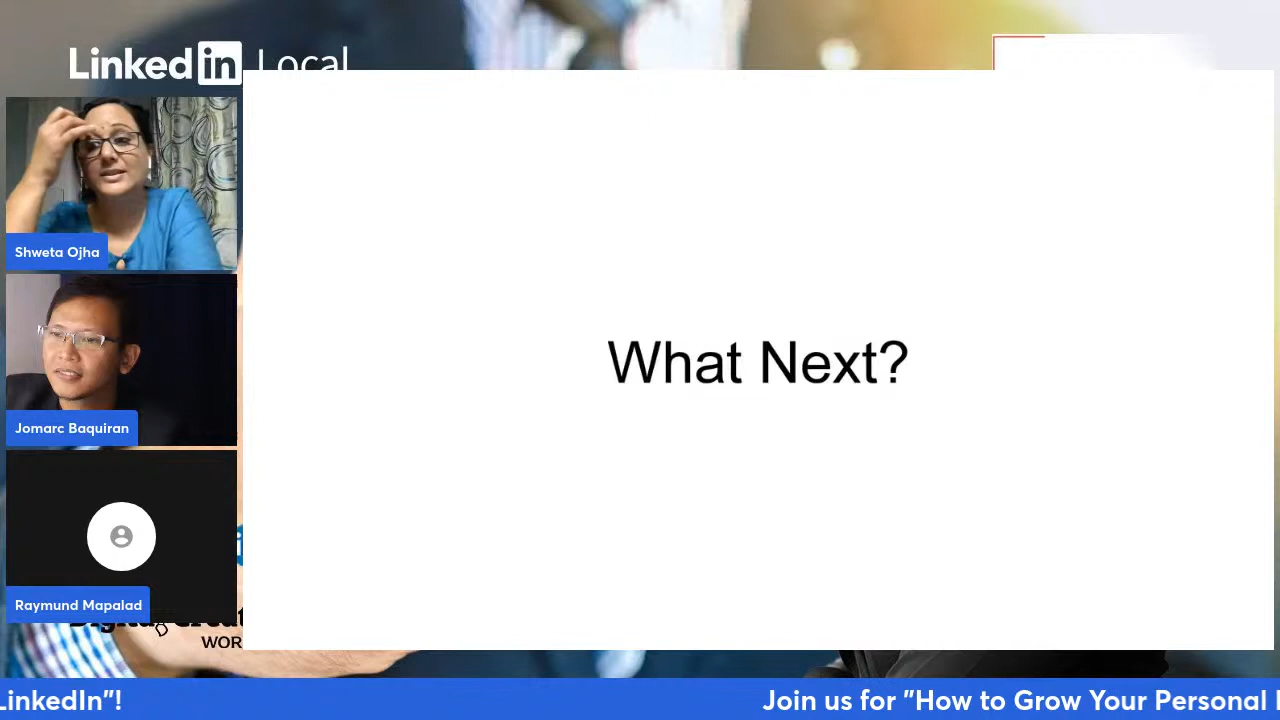 Linkedin Local
Shweta Ojha
What Next?
Jomarc Baquiran
Raymund Mapalad
WOR
LinkedIn"!
Join us for "How to Grow Your Personal